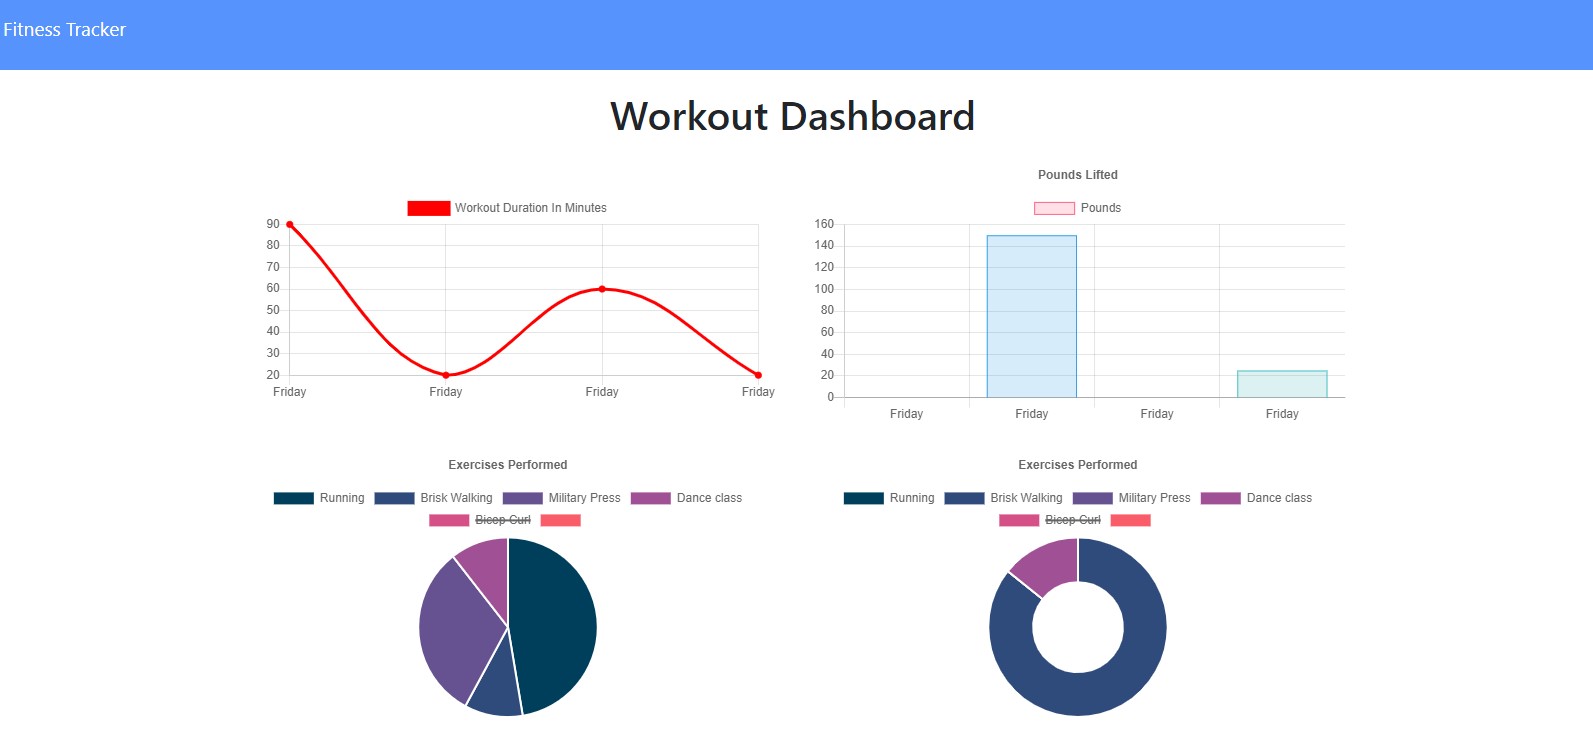 Fitness Tracker
Workout Dashboard
Workout Duration In Minutes
90
80
70
60
50
40
30
20
Friday Friday Friday Friday
Pounds Lifted
Pounds
160
140
120
100
80
60
40
20
0
Friday Friday Friday Friday
Exercises Performed
Running Brisk Walking Military Press Dance class
Bicep Curl
Exercises Performed
Running Brisk Walking Military Press Dance class
Bicep Curl